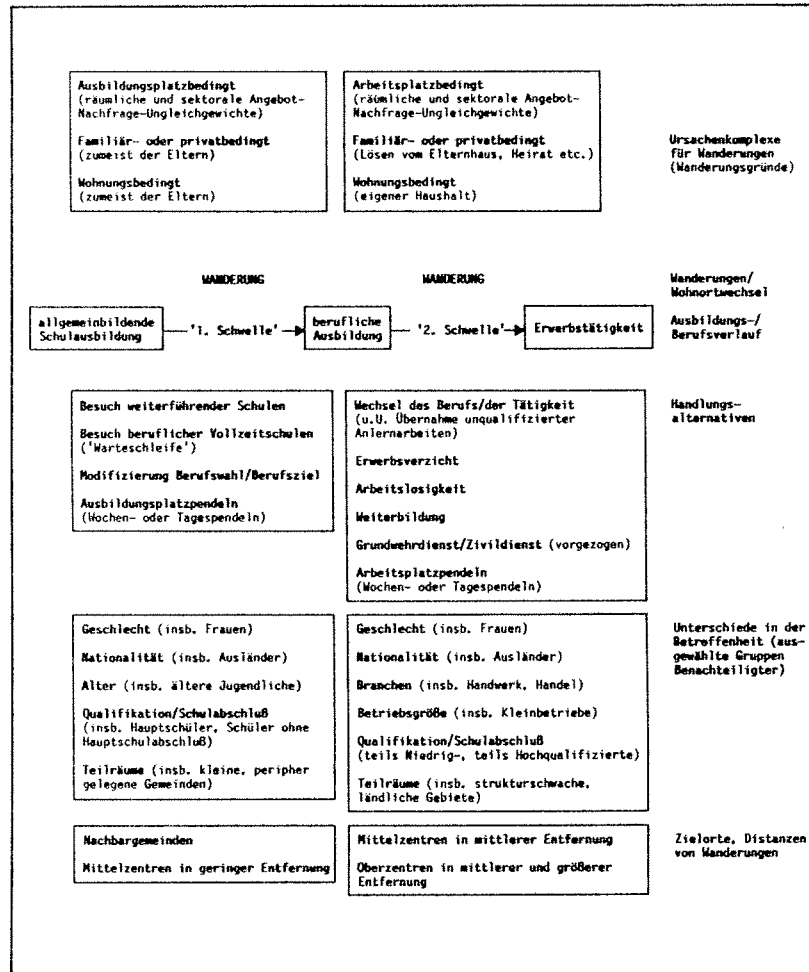 Ausbildungsplatzbedingt
(räumliche und sektorale Angebot-
Nachfrage-Ungleichgewichte)
Familiär- oder privatbedingt
(zumeist der Eltern)
Wohnungsbedingt
(zumeist der Eltern)
Arbeitsplatzbedingt
(räumliche und sektorale Angebot-
Nachfrage-Ungleichgewichte)
Familiär- oder privatbedingt
(Lösen vom Elternhaus, Heirat etc.)
Wohnungsbedingt
(eigener Haushalt)
Ursachenkomplexe
für Wanderungen
(Wanderungsgründe)
WANDERUNG
WANDERUNG
Wanderungen/
Wohnortwechsel
allgemeinbildende
Schulausbildung
'1. Schwelle'
berufliche
Ausbildung
'2. Schwelle'
Erwerbstätigkeit
Ausbildungs-/
Berufsverlauf
Besuch weiterführender Schulen
Besuch beruflicher Vollzeitschulen
('Warteschleife')
Modifizierung Berufswahl/Berufsziel
Ausbildungsplatzpendeln
(Wochen- oder Tagespendeln)
Wechsel des Berufs/der Tätigkeit
(u.U. Übernahme unqualifizierter
Anlernarbeiten)
Erwerbsverzicht
Arbeitslosigkeit
Weiterbildung
Grundwehrdienst/Zivildienst (vorgezogen)
Arbeitsplatzpendeln
(Wochen- oder Tagespendeln)
Handlungs-
alternativen
Geschlecht (insb. Frauen)
Nationalität (insb. Ausländer)
Alter (insb. ältere Jugendliche)
Qualifikation/Schulabschluß
(insb. Hauptschüler, Schüler ohne
Hauptschulabschluß)
Teilräume (insb. kleine, peripher
gelegene Gemeinden)
Geschlecht (insb. Frauen)
Nationalität (insb. Ausländer)
Branchen (insb. Handwerk, Handel)
Betriebsgröße (insb. Kleinbetriebe)
Qualifikation/Schulabschluß
(teils Niedrig-, teils Hochqualifizierte)
Teilräume (insb. strukturschwache,
ländliche Gebiete)
Unterschiede in der
Betroffenheit (aus-
gewählte Gruppen
Benachteiligter)
Nachbargemeinden
Mittelzentren in geringer Entfernung
Mittelzentren in mittlerer Entfernung
Oberzentren in mittlerer und größerer
Entfernung
Zielorte, Distanzen
von Wanderungen